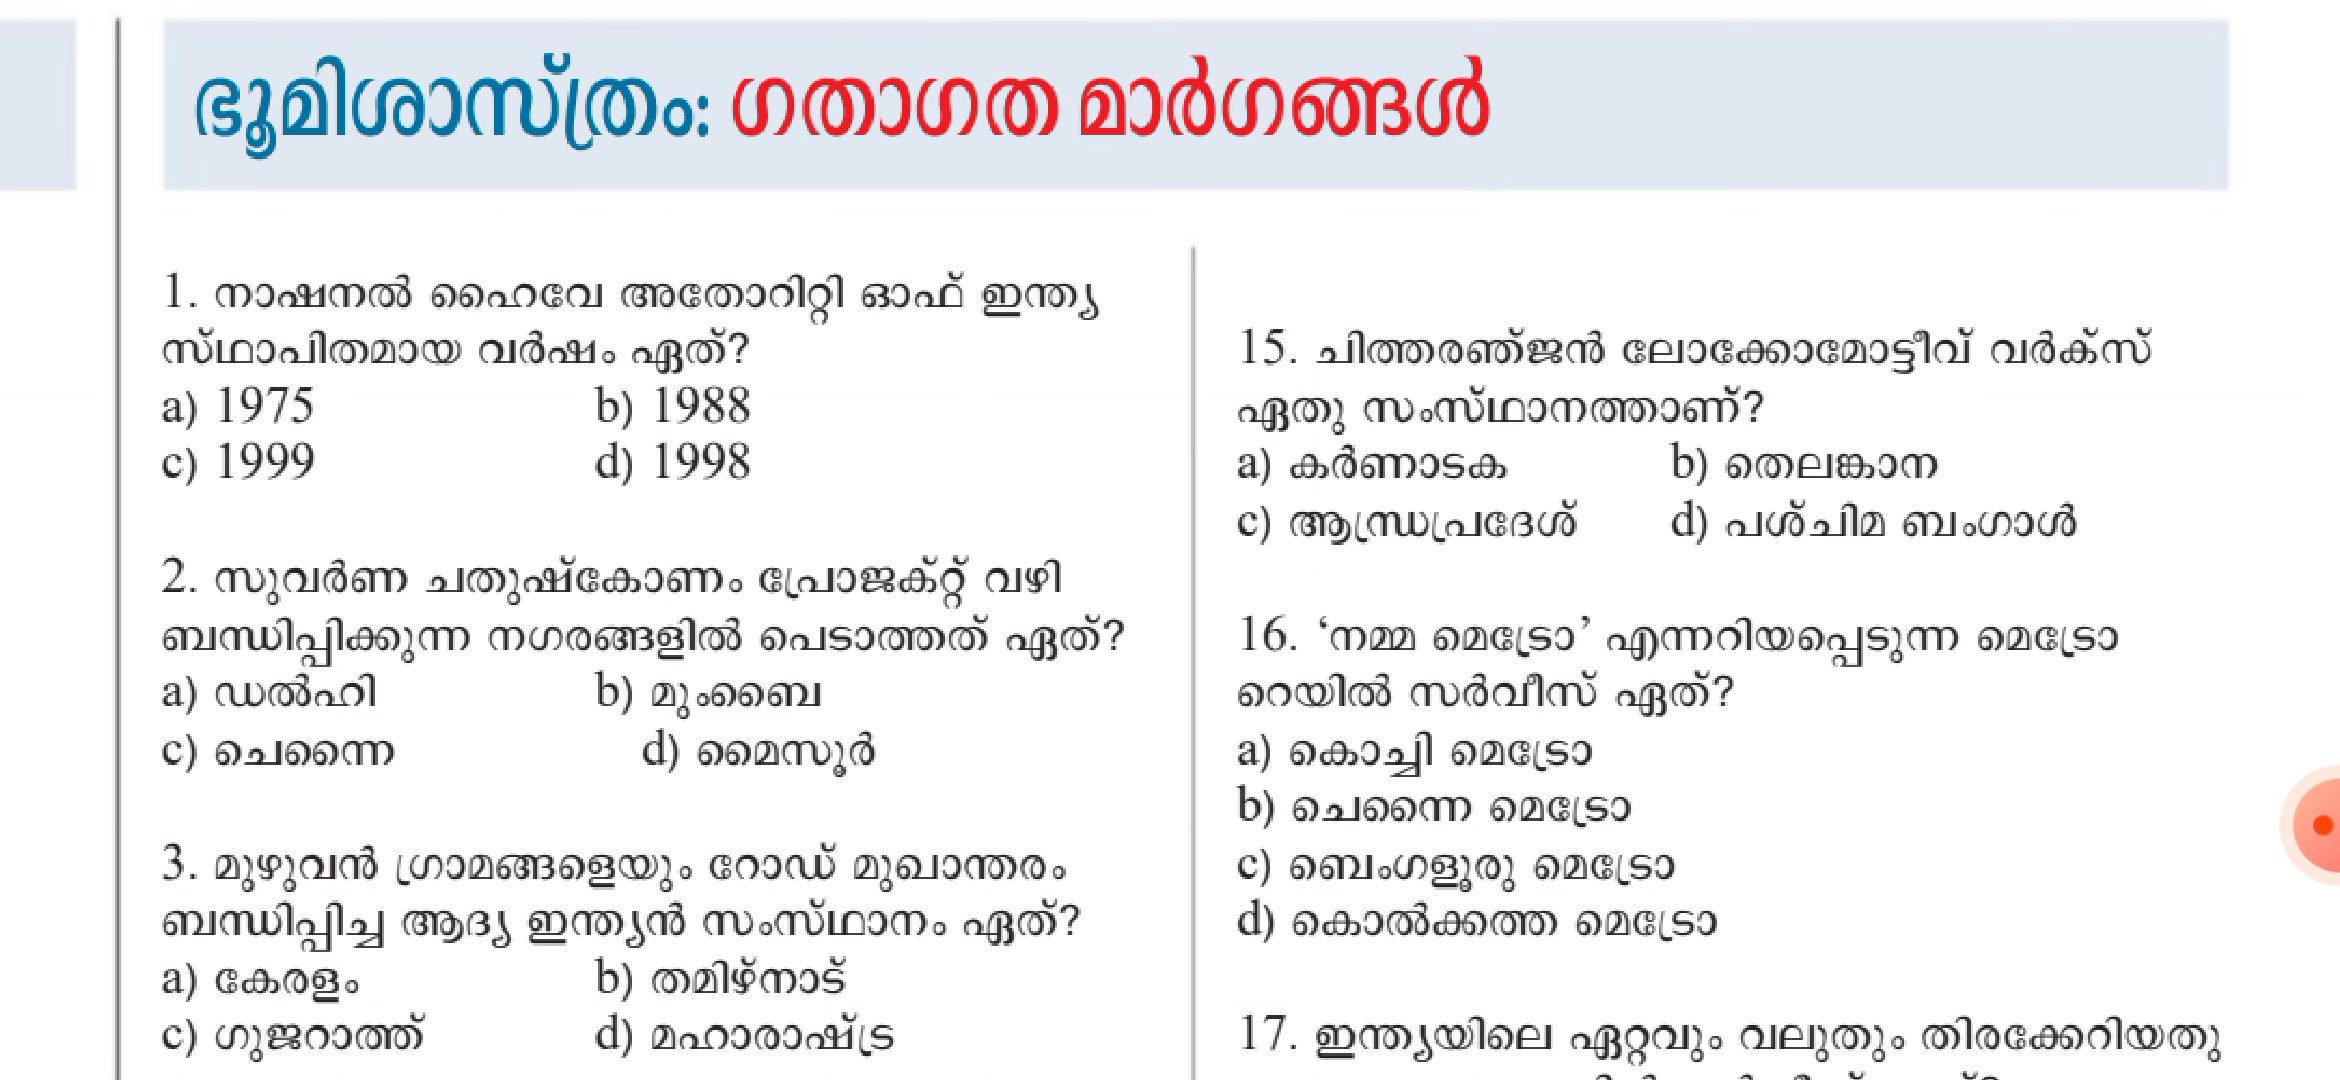 ഭൂമിശാസ്ത്രം: ഗതാഗത മാർഗങ്ങൾ
1. നാഷനൽ ഹൈവേ അതോറിറ്റി ഓഫ് ഇന്ത്യ
സ്ഥാപിതമായ വർഷം ഏത്?
a) 1975 b) 1988
c) 1999 d) 1998
2. സുവർണ ചതുഷ്കോണം പ്രോജക്റ്റ് വഴി
ബന്ധിപ്പിക്കുന്ന നഗരങ്ങളിൽ പെടാത്തത് ഏത്?
a) ഡൽഹി b) മുംബൈ
c) ചെന്നൈ d) മൈസൂർ
3. മുഴുവൻ ഗ്രാമങ്ങളെയും റോഡ് മുഖാന്തരം
ബന്ധിപ്പിച്ച ആദ്യ ഇന്ത്യൻ സംസ്ഥാനം ഏത്?
a) കേരളം b) തമിഴ്നാട്
c) ഗുജറാത്ത് d) മഹാരാഷ്ട്ര
15. ചിത്തരഞ്ജൻ ലോക്കോമോട്ടീവ് വർക്സ്
ഏതു സംസ്ഥാനത്താണ്?
a) കർണാടക b) തെലങ്കാന
c) ആന്ധ്രപ്രദേശ് d) പശ്ചിമ ബംഗാൾ
16. ‘നമ്മ മെട്രോ’ എന്നറിയപ്പെടുന്ന മെട്രോ
റെയിൽ സർവീസ് ഏത്?
a) കൊച്ചി മെട്രോ
b) ചെന്നൈ മെട്രോ
c) ബെംഗളൂരു മെട്രോ
d) കൊൽക്കത്ത മെട്രോ
17. ഇന്ത്യയിലെ ഏറ്റവും വലുതും തിരക്കേറിയതു